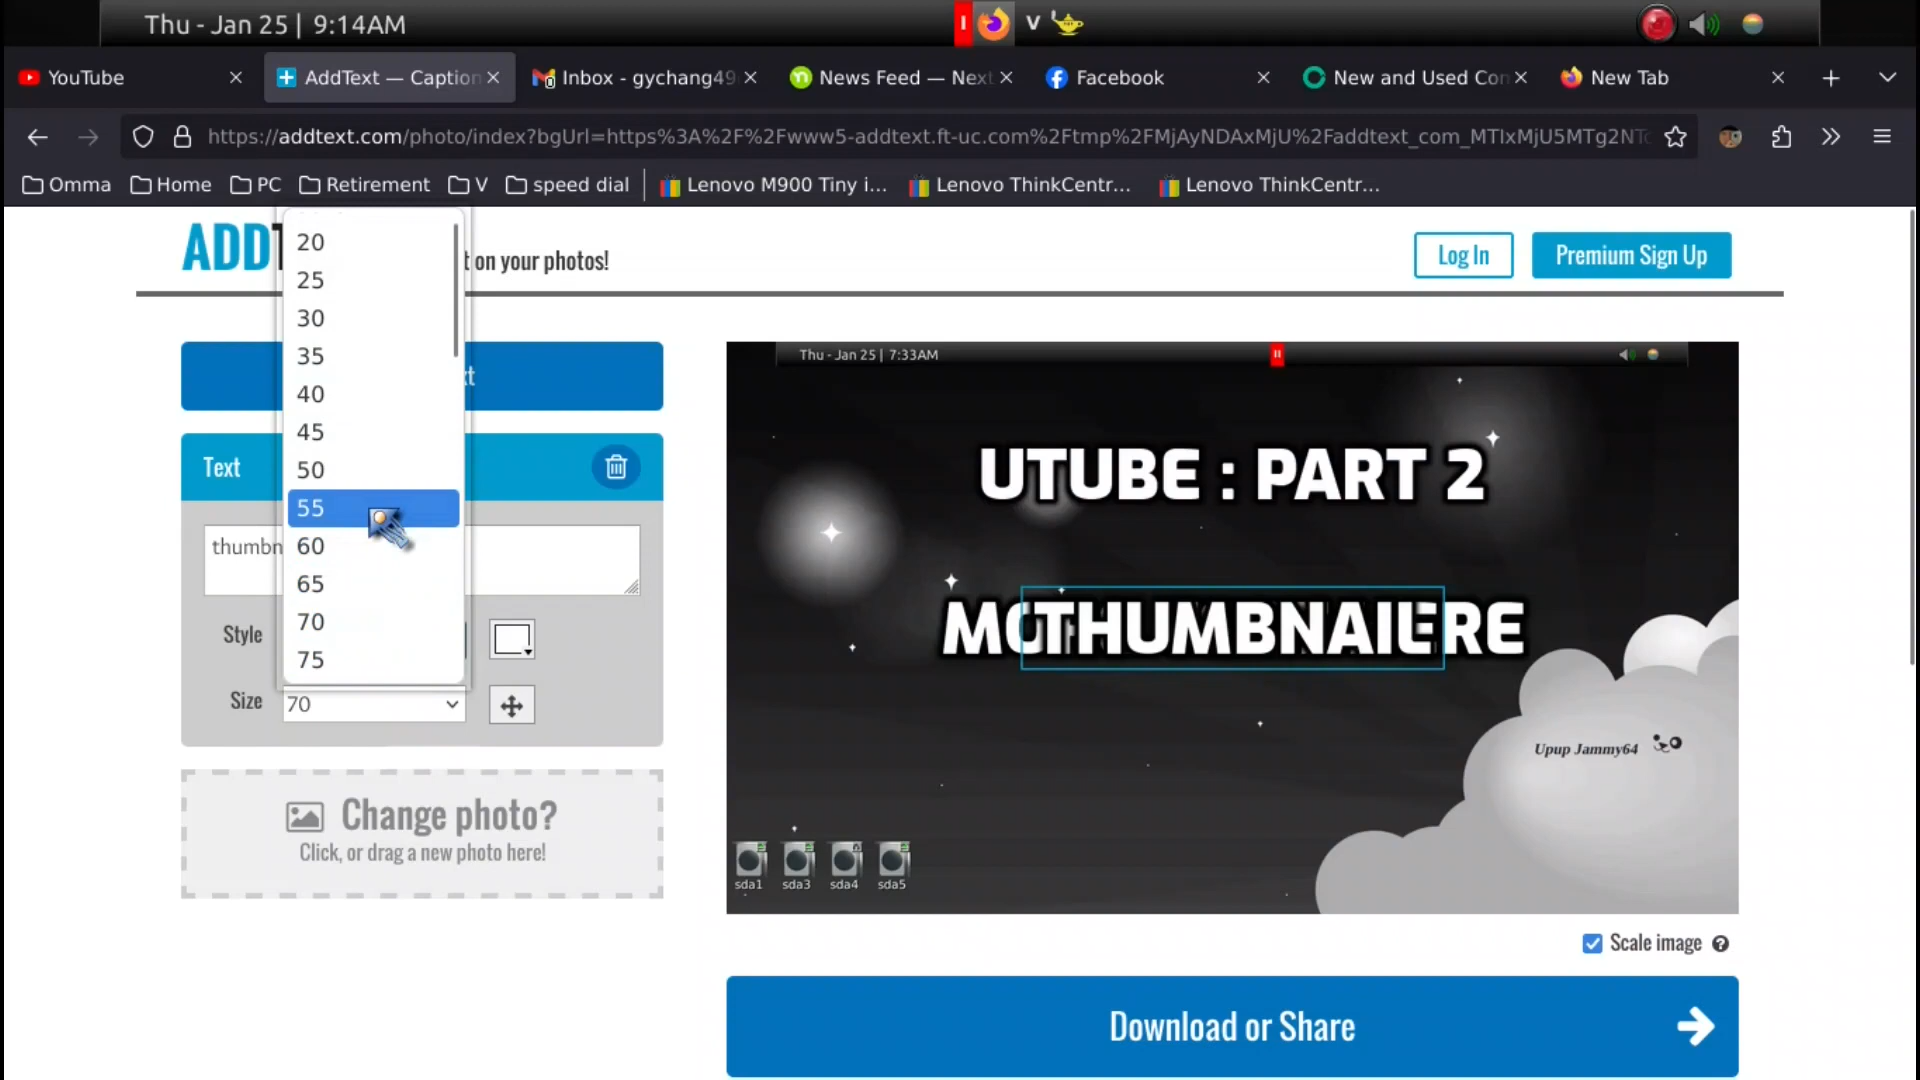 Thu - Jan 25 | 9:14AM
I
V
YouTube
AddText — Caption
Inbox - gychang49
News Feed — Next
Facebook
New and Used Con
New Tab
https://addtext.com/photo/index?bgUrl=https%3A%2F%2Fwww5-addtext.ft-uc.com%2Ftmp%2FMjAyNDAxMjU%2Faddtext_com_MTIxMjU5MTg2NTc
Omma
Home
PC
Retirement
V
speed dial
Lenovo M900 Tiny i...
Lenovo ThinkCentr...
Lenovo ThinkCentr...
ADD
t on your photos!
Log In
Premium Sign Up
20
25
30
35
40
45
50
55
60
65
70
75
Text
thumbn
Style
Size
70
Change photo?
Click, or drag a new photo here!
Thu - Jan 25 | 7:33AM
II
UTUBE : PART 2
THUMBNAIL
Upup Jammy64
sda1
sda3
sda4
sda5
Scale image
Download or Share